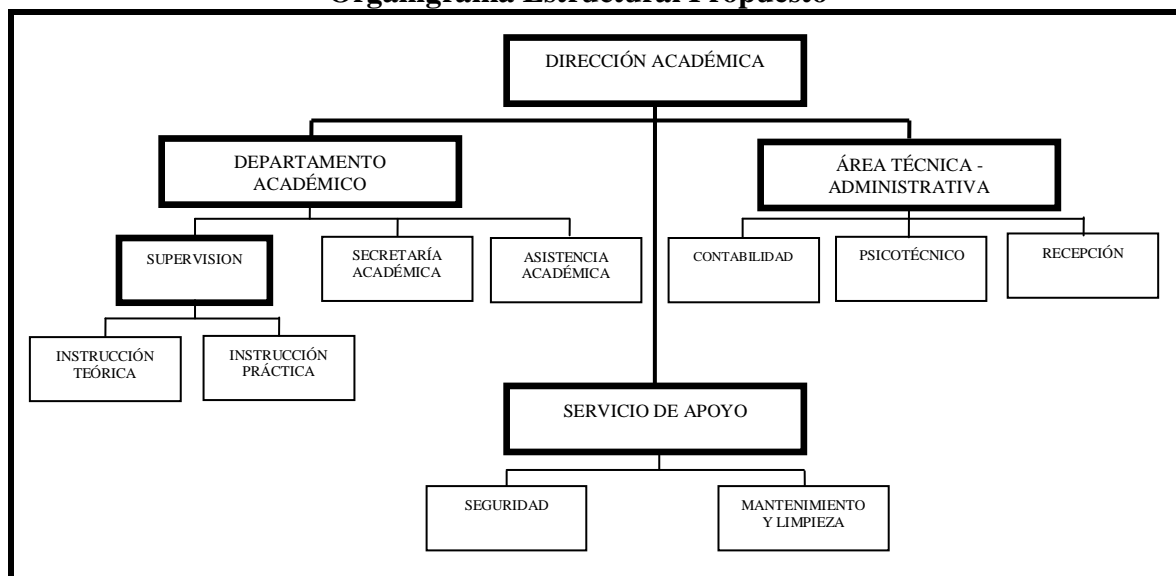 Organigrama Estructural Propuesto
DIRECCIÓN ACADÉMICA
DEPARTAMENTO
ACADÉMICO
ÁREA TÉCNICA -
ADMINISTRATIVA
SUPERVISION
SECRETARÍA
ACADÉMICA
ASISTENCIA
ACADÉMICA
CONTABILIDAD
PSICOTÉCNICO
RECEPCIÓN
INSTRUCCIÓN
TEÓRICA
INSTRUCCIÓN
PRÁCTICA
SERVICIO DE APOYO
SEGURIDAD
MANTENIMIENTO
Y LIMPIEZA